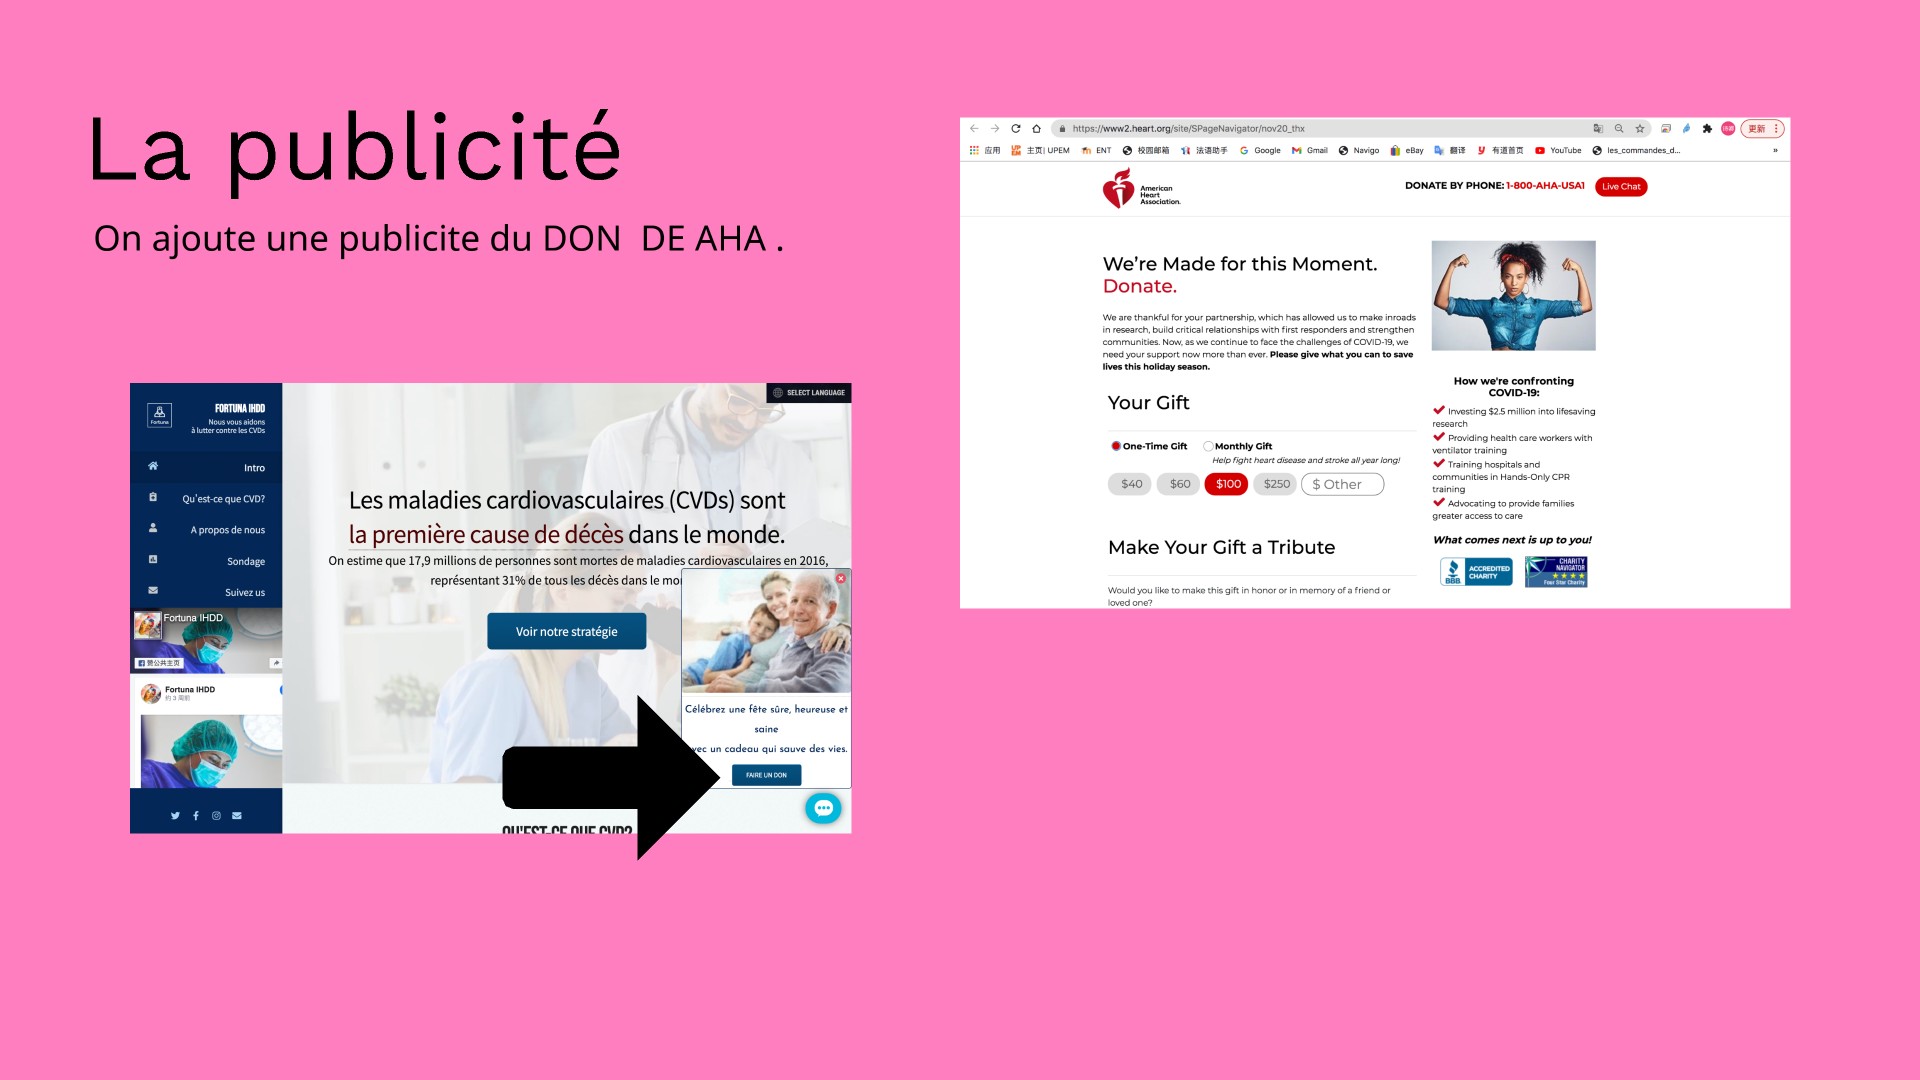 La publicité
On ajoute une publicite du DON  DE AHA .
SELECT LANGUAGE
Fortuna
FORTUNA IHDD
Nous vous aidons
à lutter contre les CVDs
Intro
Qu'est-ce que CVD?
A propos de nous
Sondage
Suivez us
Fortuna IHDD
赞公共主页
Fortuna IHDD
约 3 周前
Les maladies cardiovasculaires (CVDs) sont
la première cause de décès dans le monde.
On estime que 17,9 millions de personnes sont mortes de maladies cardiovasculaires en 2016,
représentant 31% de tous les décès dans le mon
Voir notre stratégie
Célébrez une fête sûre, heureuse et
saine
vec un cadeau qui sauve des vies.
FAIRE UN DON
QU'EST-CE QUE CVD?
https://www2.heart.org/site/SPageNavigator/nov20_thx
更新
应用 主页| UPEM ENT 校园邮箱 法语助手 Google Gmail Navigo eBay 翻译 有道首页 YouTube les_commandes_d... »
American
Heart
Association.
DONATE BY PHONE: 1-800-AHA-USA1 Live Chat
We're Made for this Moment.
Donate.
We are thankful for your partnership, which has allowed us to make inroads
in research, build critical relationships with first responders and strengthen
communities. Now, as we continue to face the challenges of COVID-19, we
need your support now more than ever. Please give what you can to save
lives this holiday season.
Your Gift
One-Time Gift Monthly Gift
Help fight heart disease and stroke all year long!
$40 $60 $100 $250 $ Other
Make Your Gift a Tribute
Would you like to make this gift in honor or in memory of a friend or
loved one?
How we're confronting
COVID-19:
Investing $2.5 million into lifesaving
research
Providing health care workers with
ventilator training
Training hospitals and
communities in Hands-Only CPR
training
Advocating to provide families
greater access to care
What comes next is up to you!
BBB ACCREDITED
CHARITY
CHARITY
NAVIGATOR
Four Star Charity